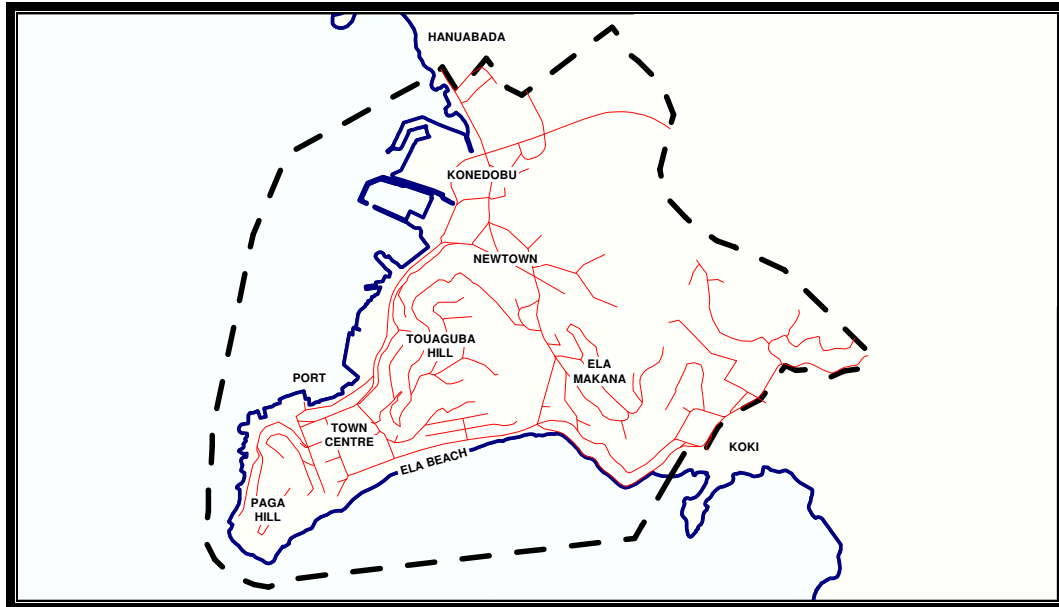 HANUABADA
KONEDOBU
NEWTOWN
TOUAGUBA
HILL
ELA
MAKANA
PORT
TOWN
CENTRE
KOKI
ELA BEACH
PAGA
HILL